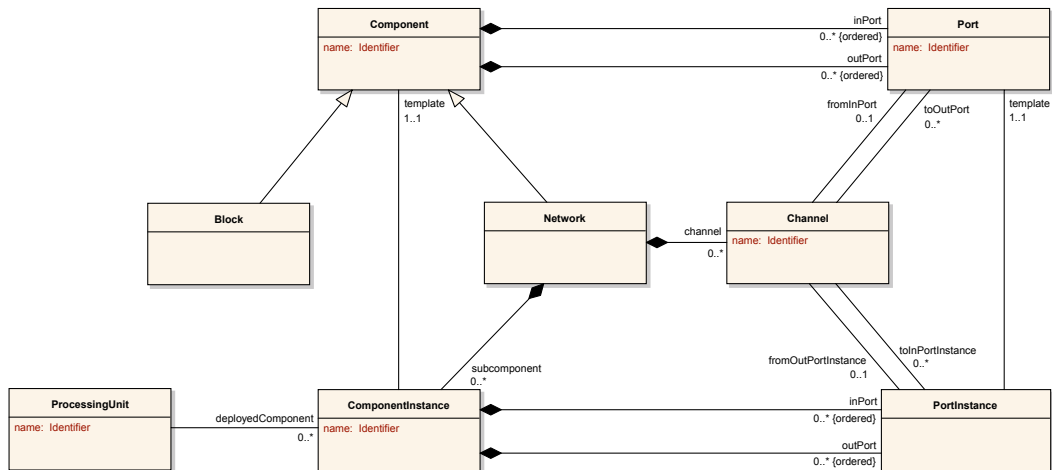 Component
name: Identifier
inPort
0..* {ordered}
outPort
0..* {ordered}
Port
name: Identifier
template
1..1
fromInPort
0..1
toOutPort
0..*
template
1..1
Block
Network
channel
0..*
Channel
name: Identifier
subcomponent
0..*
fromOutPortInstance
0..1
toInPortInstance
0..*
ProcessingUnit
name: Identifier
deployedComponent
0..*
ComponentInstance
name: Identifier
inPort
0..* {ordered}
outPort
0..* {ordered}
PortInstance